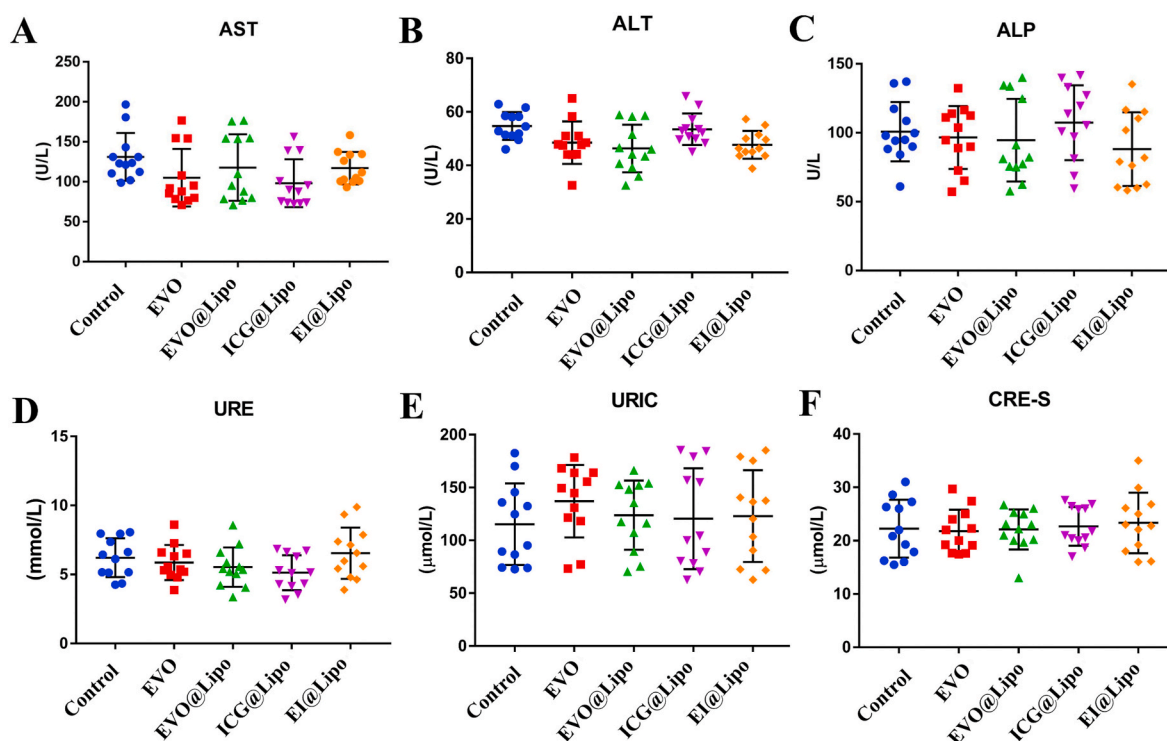 A
AST
(U/L)
250
200
150
100
50
0
Control
EVO
EVO@Lipo
ICG@Lipo
EI@Lipo
B
ALT
(U/L)
80
60
40
20
0
Control
EVO
EVO@Lipo
ICG@Lipo
EI@Lipo
C
ALP
U/L
150
100
50
0
Control
EVO
EVO@Lipo
ICG@Lipo
EI@Lipo
D
URE
(mmol/L)
15
10
5
0
Control
EVO
EVO@Lipo
ICG@Lipo
EI@Lipo
E
URIC
(μmol/L)
200
150
100
50
0
Control
EVO
EVO@Lipo
ICG@Lipo
EI@Lipo
F
CRE-S
(μmol/L)
40
30
20
10
0
Control
EVO
EVO@Lipo
ICG@Lipo
EI@Lipo